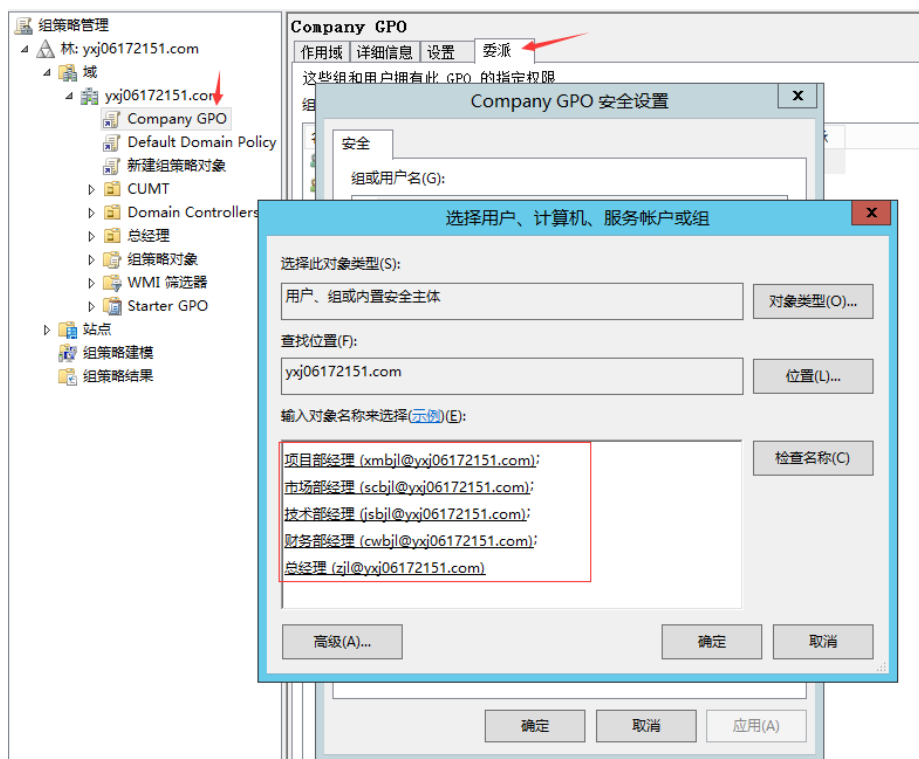 组策略管理
林: yxj06172151.com
域
yxj06172151.com
Company GPO
Default Domain Policy
新建组策略对象
CUMT
Domain Controllers
总经理
组策略对象
WMI 筛选器
Starter GPO
站点
组策略建模
组策略结果
Company GPO
作用域 详细信息 设置 委派
这些组和用户拥有此 GPO 的指定权限
组
Company GPO 安全设置
安全
组或用户名(G):
选择用户、计算机、服务帐户或组
选择此对象类型(S):
用户、组或内置安全主体
对象类型(O)...
查找位置(F):
yxj06172151.com
位置(L)...
输入对象名称来选择(示例)(E):
项目部经理 (xmbjl@yxj06172151.com);
市场部经理 (scbjl@yxj06172151.com);
技术部经理 (jsbjl@yxj06172151.com);
财务部经理 (cwbjl@yxj06172151.com);
总经理 (zjl@yxj06172151.com)
检查名称(C)
高级(A)...
确定 取消
确定 取消 应用(A)